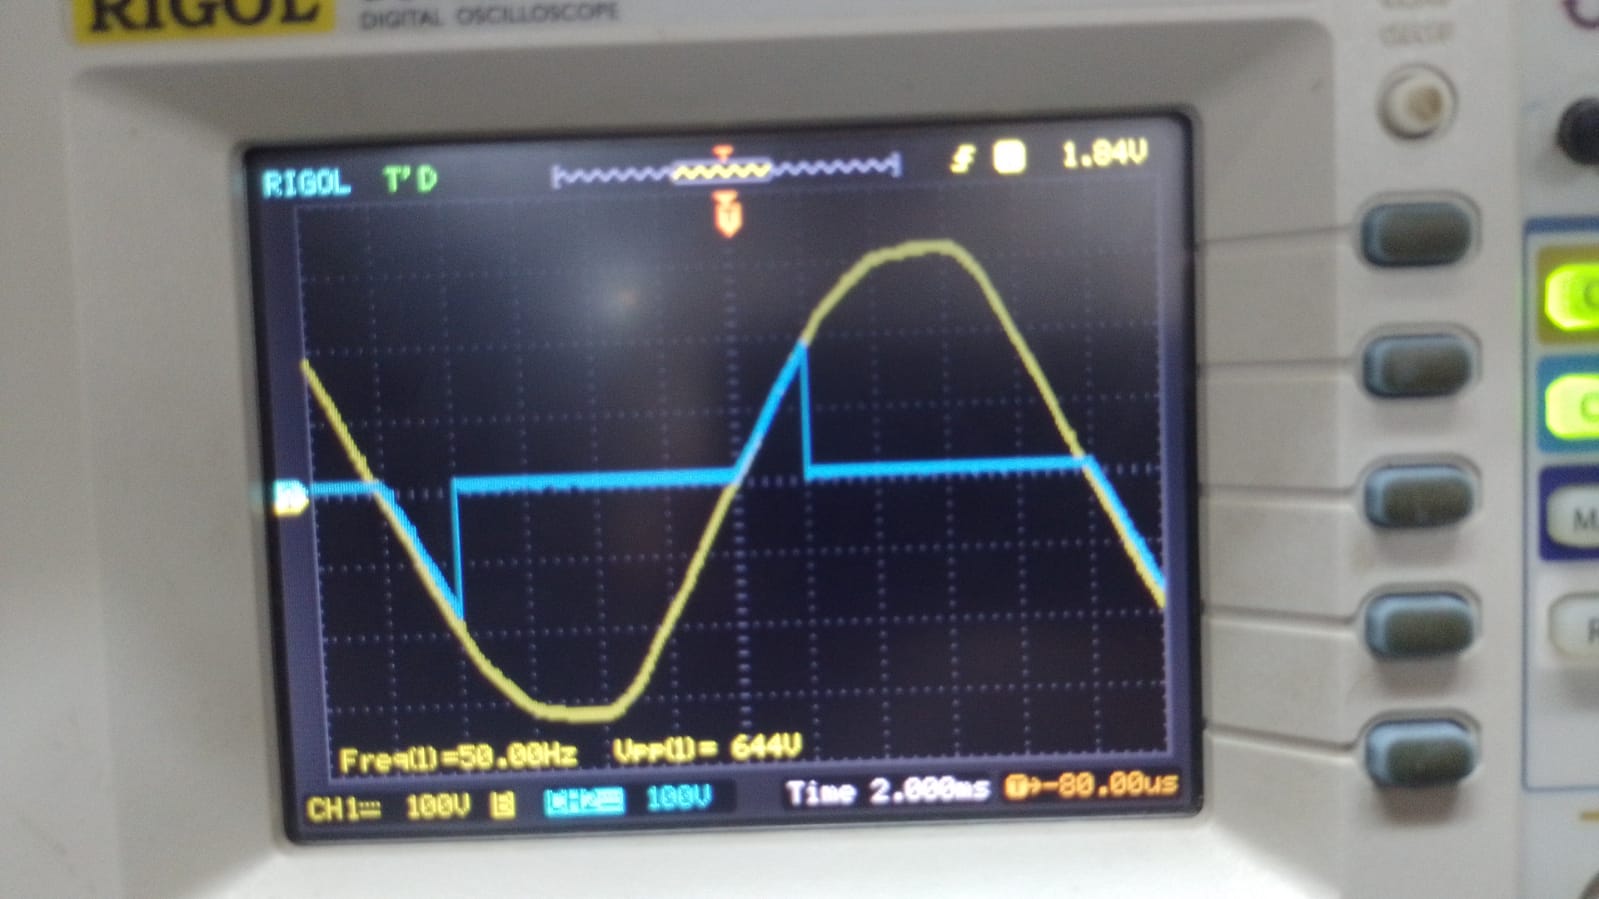 RIGOL
DIGITAL OSCILLOSCOPE
RIGOL T'D 1.84V
T
Freq(1)=50.00Hz Vpp(1)= 644V
CH1 100V CH2 100V Time 2.000ms T→-80.00us